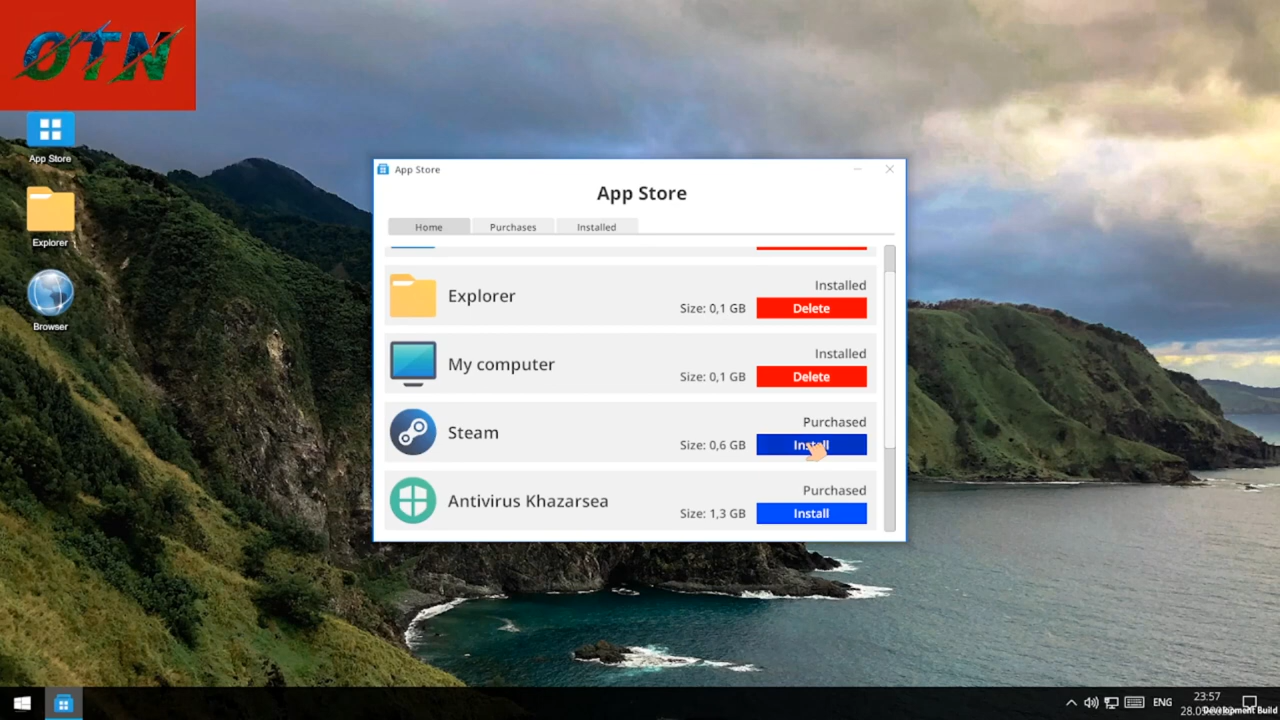 OTN
App Store
Explorer
Browser
App Store
App Store
Home Purchases Installed
Explorer
Installed
Size: 0,1 GB Delete
My computer
Installed
Size: 0,1 GB Delete
Steam
Purchased
Size: 0,6 GB Install
Antivirus Khazarsea
Purchased
Size: 1,3 GB Install
ENG
23:57
28.09
Development Build